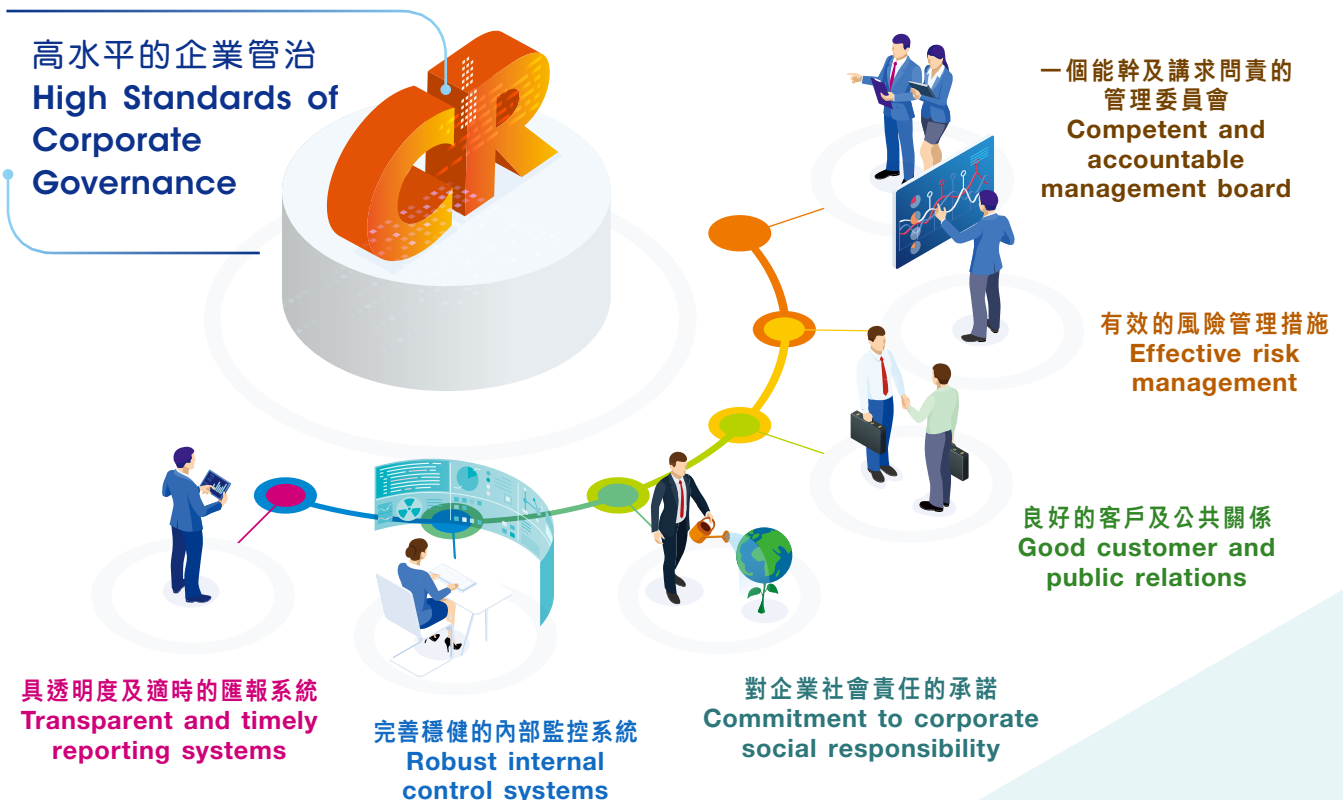 高水平的企業管治
High Standards of
Corporate
Governance
CR
一個能幹及講求問責的
管理委員會
Competent and
accountable
management board
有效的風險管理措施
Effective risk
management
良好的客戶及公共關係
Good customer and
public relations
對企業社會責任的承諾
Commitment to corporate
social responsibility
完善穩健的內部監控系統
Robust internal
control systems
具透明度及適時的匯報系統
Transparent and timely
reporting systems